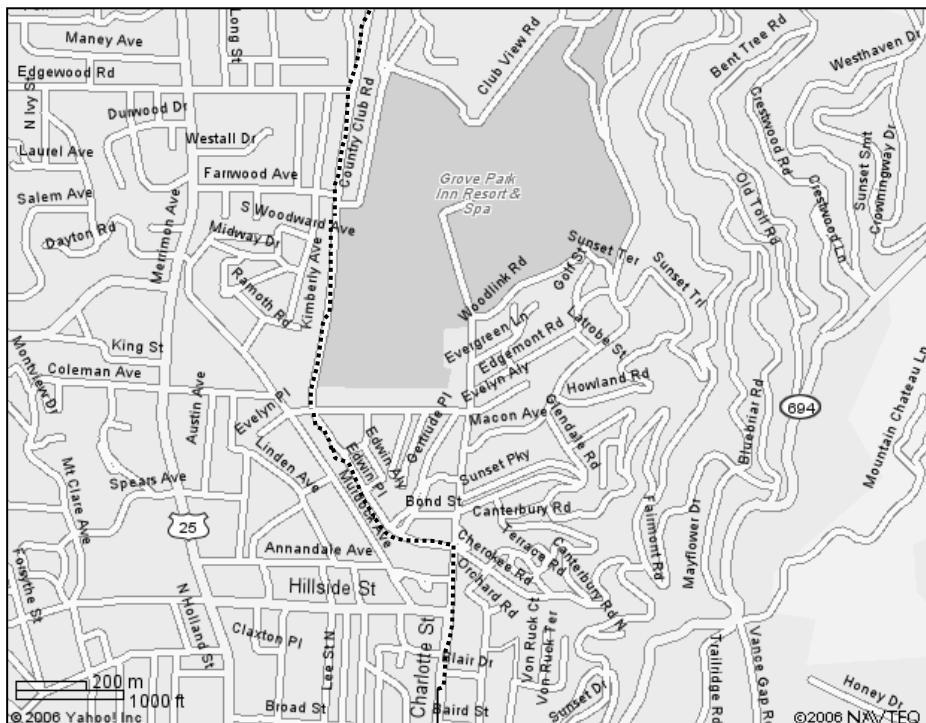 Maney Ave
Long St
Edgewood Rd
N Ivy St
Durwood Dr
Westall Dr
Laurel Ave
Farnwood Ave
Salem Ave
S Woodward Ave
Dayton Rd
Midway Dr
Merrimon Ave
Ramoth Rd
Kimberly Ave
Country Club Rd
Club View Rd
Grove Park
Inn Resort &
Spa
Bent Tree Rd
Westhaven Dr
Crestwood Rd
Sunset Smt
Crowningway Dr
Old Toll Rd
Crestwood Ln
Sunset Ter
Golf St
Sunset Trl
Woodlink Rd
Latrobe St
Evergreen Ln
Edgemont Rd
Evelyn Aly
Howland Rd
King St
Coleman Ave
Montview Dr
Austin Ave
Evelyn Pl
Gertrude Pl
Macon Ave
Glendale Rd
694
Bluebriar Rd
Mountain Chateau Ln
Edwin Aly
Edwin Pl
Linden Ave
Murdock Ave
Sunset Pky
Mt Clare Ave
Spears Ave
Bond St
Canterbury Rd
Fairmont Rd
Mayflower Dr
25
Terrace Rd
Canterbury Rd N
Cherokee Rd
Annandale Ave
Orchard Rd
Forsythe St
Hillside St
N Holland St
Claxton Pl
Lee St N
Charlotte St
Von Ruck Ct
Von Ruck Ter
Blair Dr
Trailridge Rd
Vance Gap Rd
200 m
1000 ft
Broad St
Baird St
Sunset Dr
Honey Dr
© 2006 Yahoo! Inc
©2006 NAVTEQ